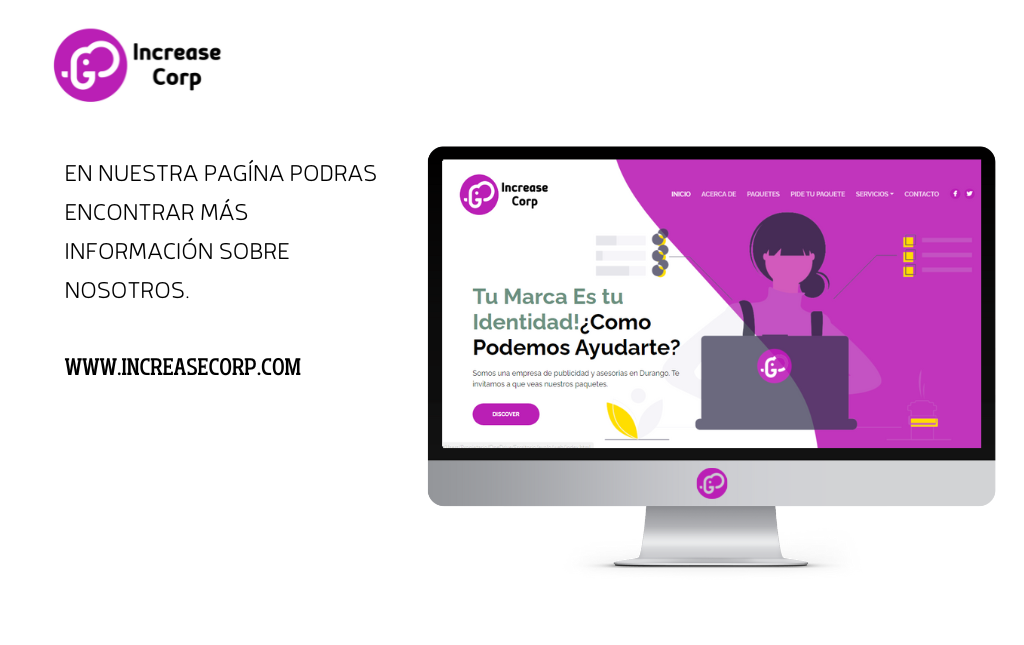 Increase
Corp
EN NUESTRA PAGÍNA PODRAS
ENCONTRAR MÁS
INFORMACIÓN SOBRE
NOSOTROS.
WWW.INCREASECORP.COM
Increase
Corp
INICIO ACERCA DE PAQUETES PIDE TU PAQUETE SERVICIOS CONTACTO
Tu Marca Es tu
Identidad!¿Como
Podemos Ayudarte?
Somos una empresa de publicidad y asesorias en Durango. Te
invitamos a que veas nuestros paquetes.
DISCOVER